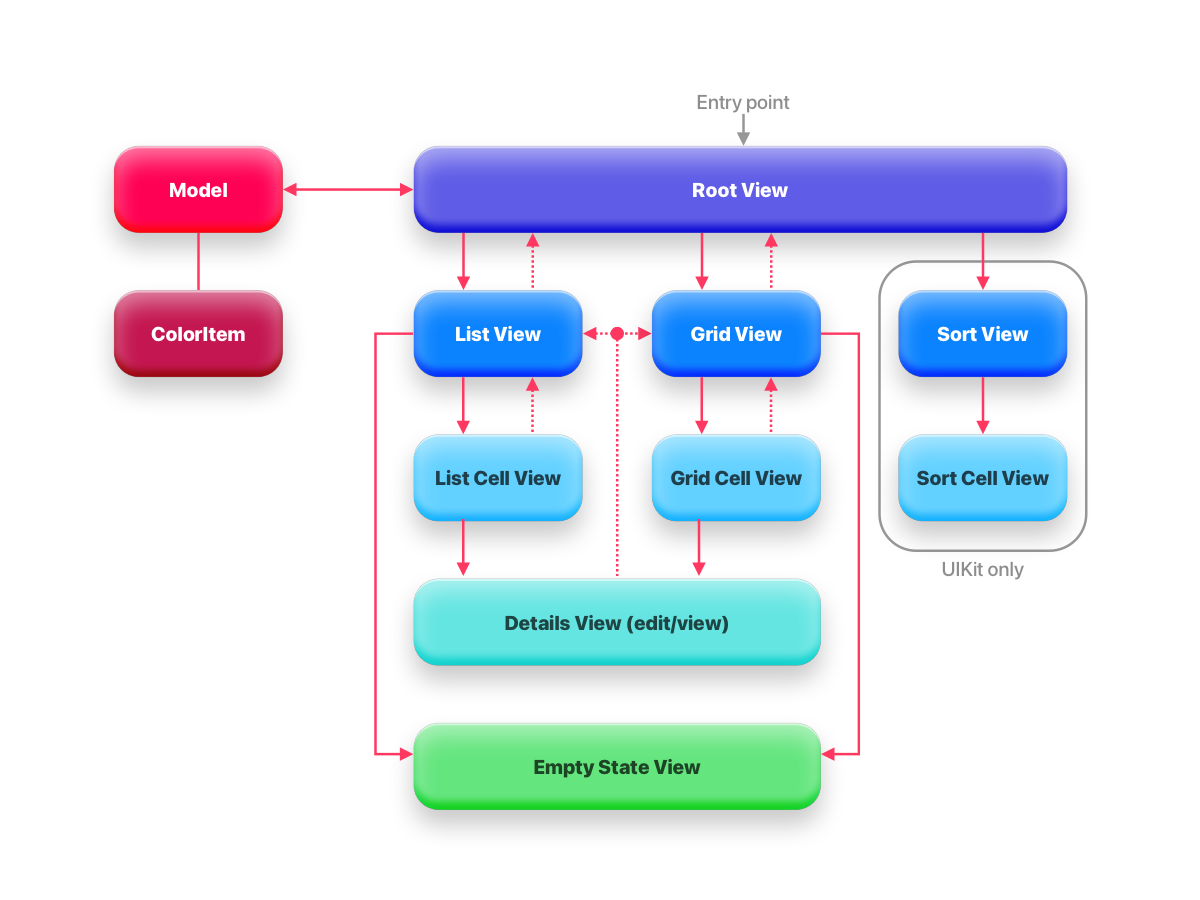 Entry point
Model
Root View
ColorItem
List View
Grid View
Sort View
List Cell View
Grid Cell View
Sort Cell View
UIKit only
Details View (edit/view)
Empty State View